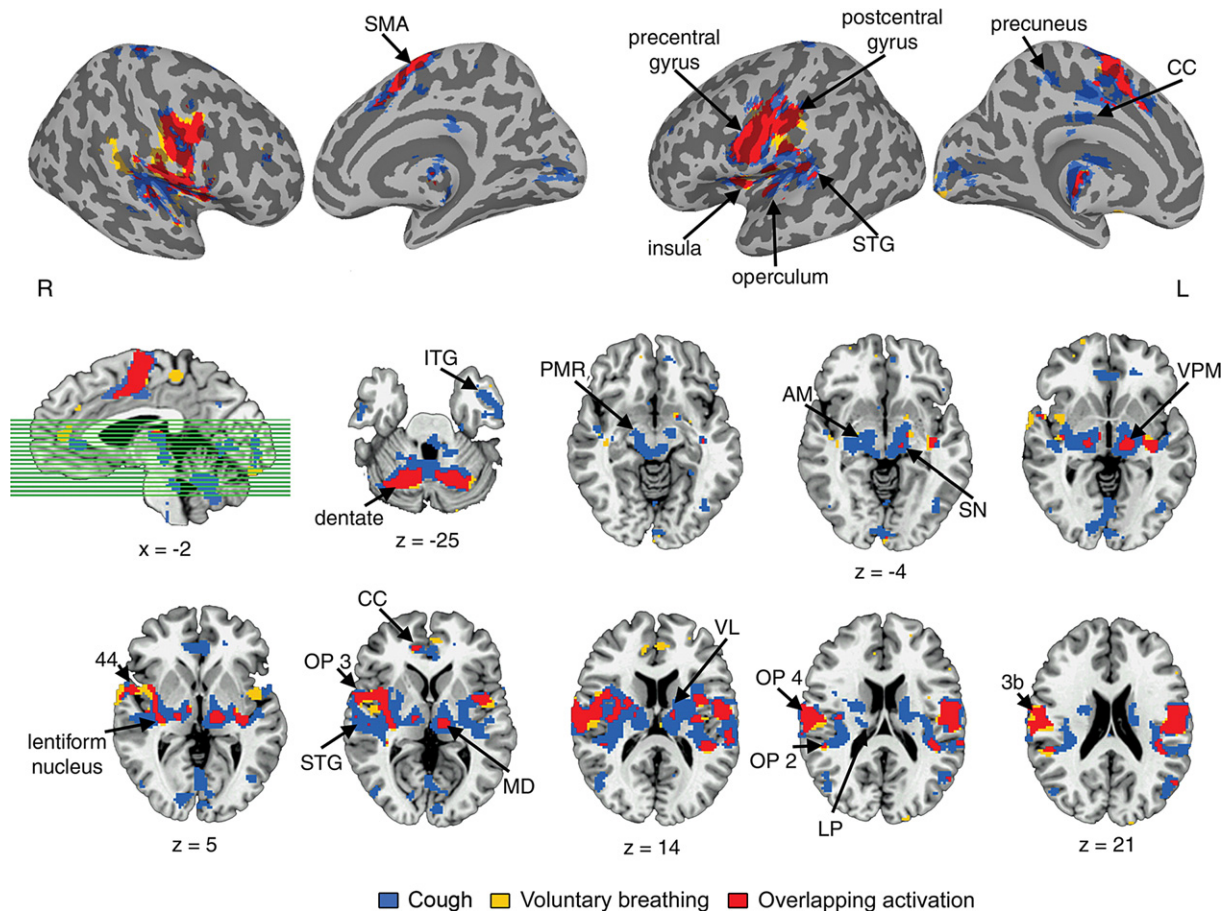 SMA
precentral
gyrus
postcentral
gyrus
precuneus
CC
insula
operculum
STG
R
L
ITG
PMR
AM
VPM
dentate
SN
x = -2
z = -25
z = -4
44
lentiform
nucleus
CC
OP 3
STG
MD
VL
OP 4
OP 2
LP
3b
z = 5
z = 14
z = 21
Cough
Voluntary breathing
Overlapping activation